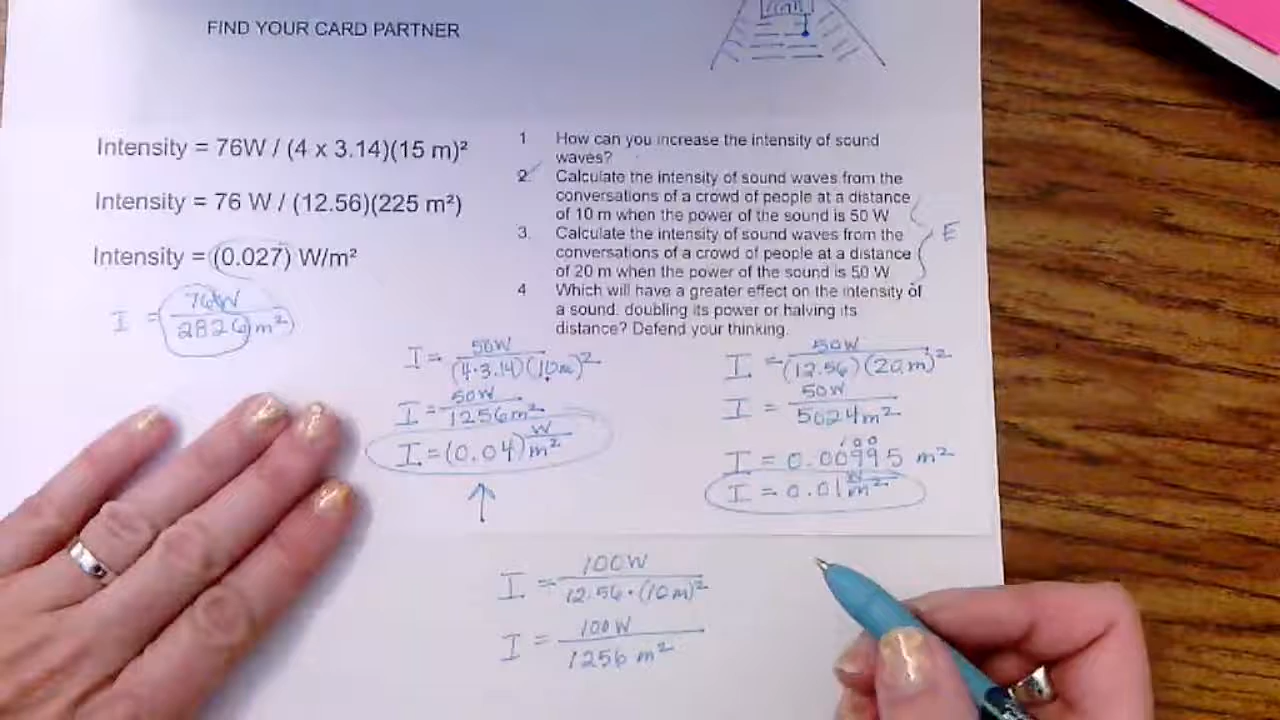 FIND YOUR CARD PARTNER
Intensity = 76W / (4 x 3.14)(15 m)²
Intensity = 76 W / (12.56)(225 m²)
Intensity = (0.027) W/m²
I = 76W / 2826 m²
1 How can you increase the intensity of sound
waves?
2. Calculate the intensity of sound waves from the
conversations of a crowd of people at a distance
of 10 m when the power of the sound is 50 W
3. Calculate the intensity of sound waves from the
conversations of a crowd of people at a distance
of 20 m when the power of the sound is 50 W
4 Which will have a greater effect on the intensity of
a sound. doubling its power or halving its
distance? Defend your thinking.
E
I = 50W / (4·3.14)(10m)²
I = 50W / 1256m²
I = (0.04) W/m²
I = 50W / (12.56)(20m)²
I = 50W / 5024m²
I = 0.00995 m²
I = 0.01 W/m²
I = 100W / 12.56·(10m)²
I = 100W / 1256 m²